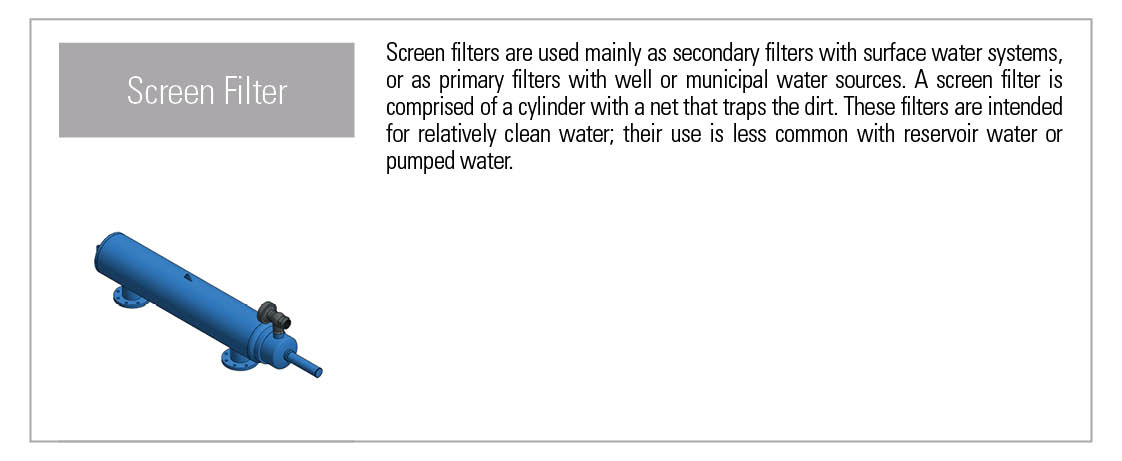 Screen Filter
Screen filters are used mainly as secondary filters with surface water systems,
or as primary filters with well or municipal water sources. A screen filter is
comprised of a cylinder with a net that traps the dirt. These filters are intended
for relatively clean water; their use is less common with reservoir water or
pumped water.